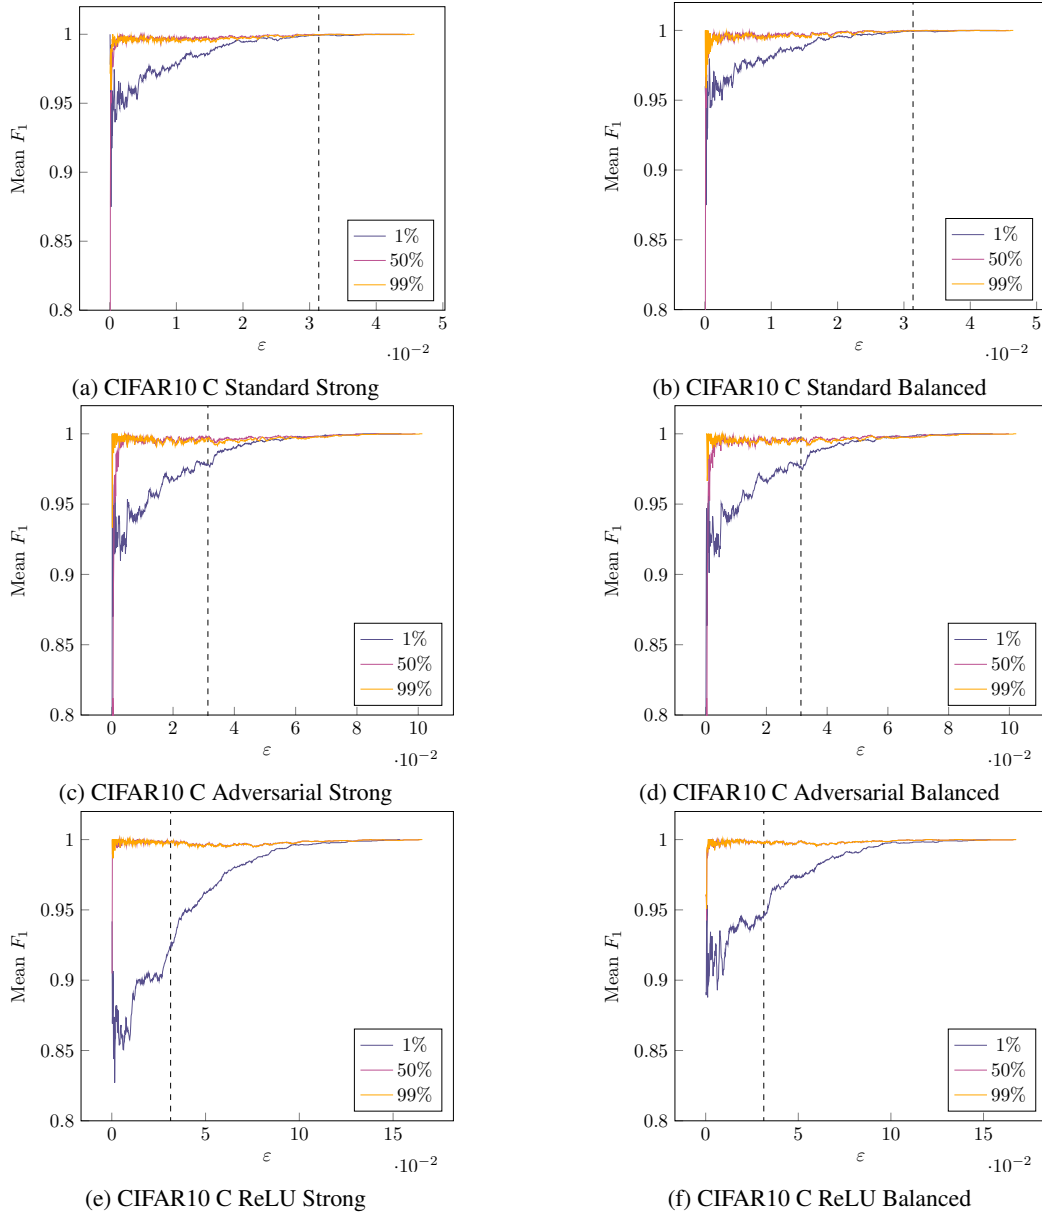 1
0.95
0.9
0.85
0.8
Mean F₁
1%
50%
99%
0 1 2 3 4 5
ε
·10⁻²
(a) CIFAR10 C Standard Strong
1
0.95
0.9
0.85
0.8
Mean F₁
1%
50%
99%
0 1 2 3 4 5
ε
·10⁻²
(b) CIFAR10 C Standard Balanced
1
0.95
0.9
0.85
0.8
Mean F₁
1%
50%
99%
0 2 4 6 8 10
ε
·10⁻²
(c) CIFAR10 C Adversarial Strong
1
0.95
0.9
0.85
0.8
Mean F₁
1%
50%
99%
0 2 4 6 8 10
ε
·10⁻²
(d) CIFAR10 C Adversarial Balanced
1
0.95
0.9
0.85
0.8
Mean F₁
1%
50%
99%
0 5 10 15
ε
·10⁻²
(e) CIFAR10 C ReLU Strong
1
0.95
0.9
0.85
0.8
Mean F₁
1%
50%
99%
0 5 10 15
ε
·10⁻²
(f) CIFAR10 C ReLU Balanced